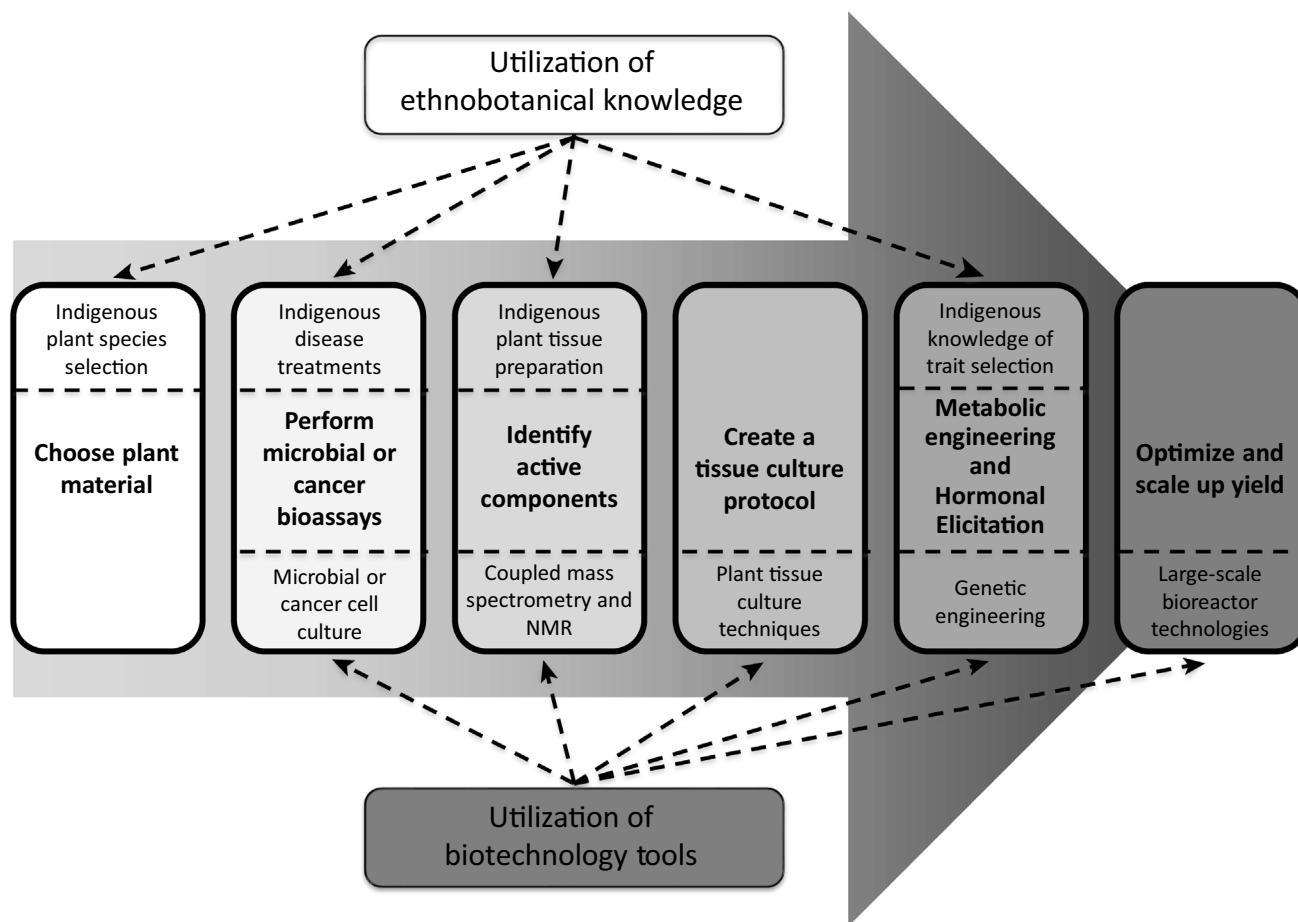 Utilization of
ethnobotanical knowledge
Indigenous
plant species
selection
Choose plant
material
Indigenous
disease
treatments
Perform
microbial or
cancer
bioassays
Microbial or
cancer cell
culture
Indigenous
plant tissue
preparation
Identify
active
components
Coupled mass
spectrometry and
NMR
Create a
tissue culture
protocol
Plant tissue
culture
techniques
Indigenous
knowledge of
trait selection
Metabolic
engineering
and
Hormonal
Elicitation
Genetic
engineering
Optimize and
scale up yield
Large-scale
bioreactor
technologies
Utilization of
biotechnology tools